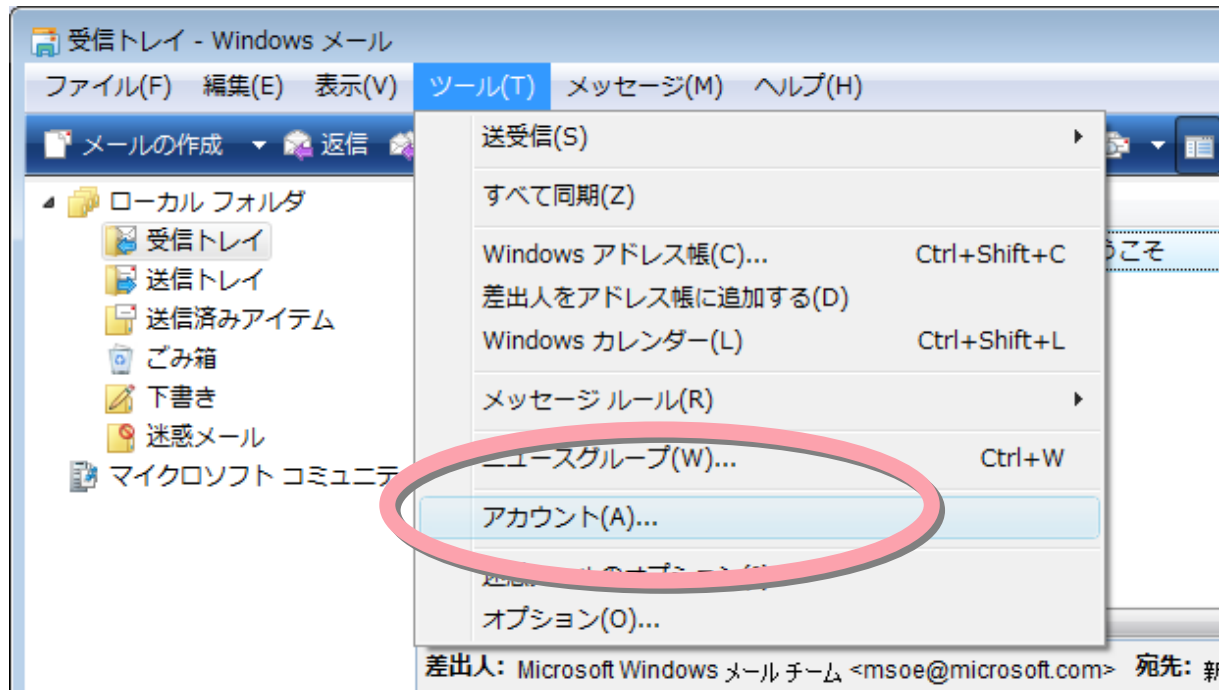 受信トレイ - Windows メール
ファイル(F) 編集(E) 表示(V) ツール(T) メッセージ(M) ヘルプ(H)
メールの作成 返信
送受信(S)
すべて同期(Z)
Windows アドレス帳(C)... Ctrl+Shift+C
差出人をアドレス帳に追加する(D)
Windows カレンダー(L) Ctrl+Shift+L
メッセージ ルール(R)
ニュースグループ(W)... Ctrl+W
アカウント(A)...
オプション(O)...
ローカル フォルダ
受信トレイ
送信トレイ
送信済みアイテム
ごみ箱
下書き
迷惑メール
マイクロソフト コミュニテ
うこそ
差出人: Microsoft Windows メール チーム <msoe@microsoft.com> 宛先: